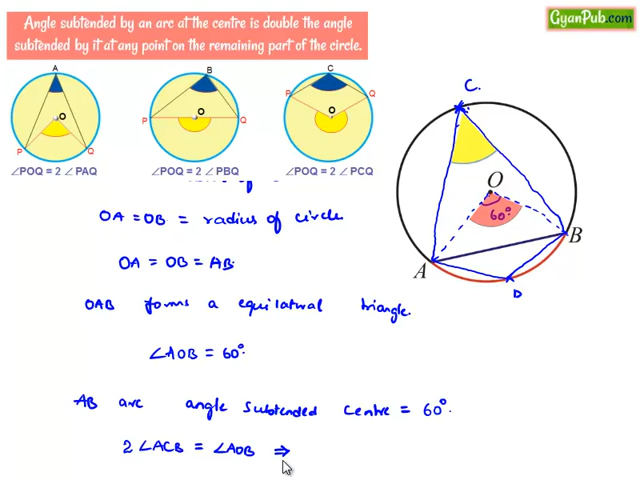 Angle subtended by an arc at the centre is double the angle
subtended by it at any point on the remaining part of the circle.
GyanPub.com
A
O
P
Q
∠POQ = 2 ∠PAQ
B
O
P
Q
∠POQ = 2 ∠PBQ
C
P
Q
O
∠POQ = 2 ∠PCQ
OA = OB = radius of circle
OA = OB = AB.
OAB forms a equilatral triangle.
∠AOB = 60°.
AB arc angle subtended centre = 60°.
2 ∠ACB = ∠AOB ⇒
C.
O
60°
A
B
D